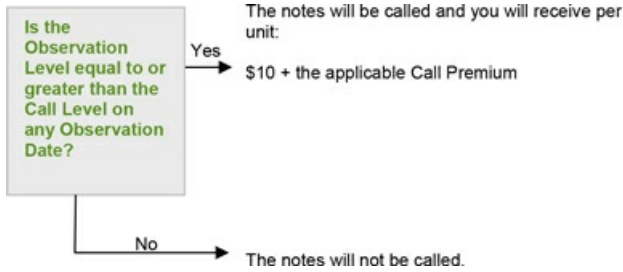 Is the
Observation
Level equal to or
greater than the
Call Level on
any Observation
Date?
Yes
The notes will be called and you will receive per
unit:
$10 + the applicable Call Premium
No
The notes will not be called.